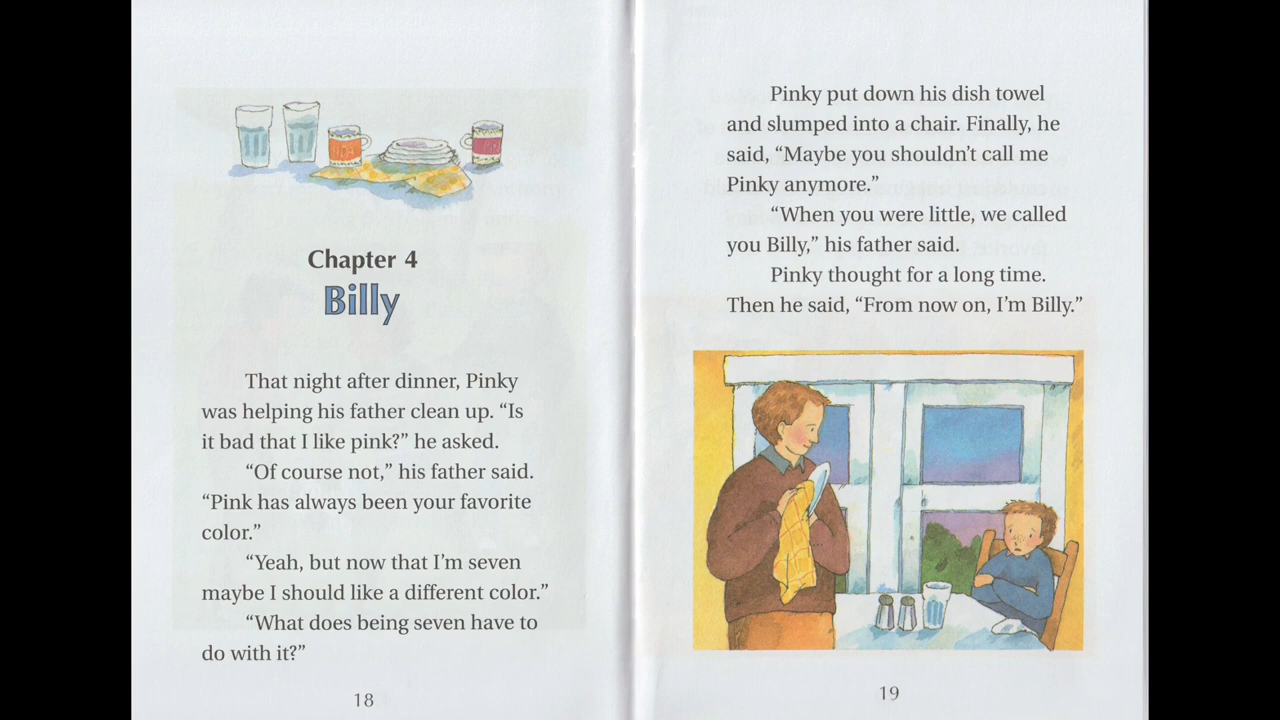 Chapter 4
Billy
That night after dinner, Pinky
was helping his father clean up. “Is
it bad that I like pink?” he asked.
“Of course not,” his father said.
“Pink has always been your favorite
color.”
“Yeah, but now that I’m seven
maybe I should like a different color.”
“What does being seven have to
do with it?”
18
Pinky put down his dish towel
and slumped into a chair. Finally, he
said, “Maybe you shouldn’t call me
Pinky anymore.”
“When you were little, we called
you Billy,” his father said.
Pinky thought for a long time.
Then he said, “From now on, I’m Billy.”
19